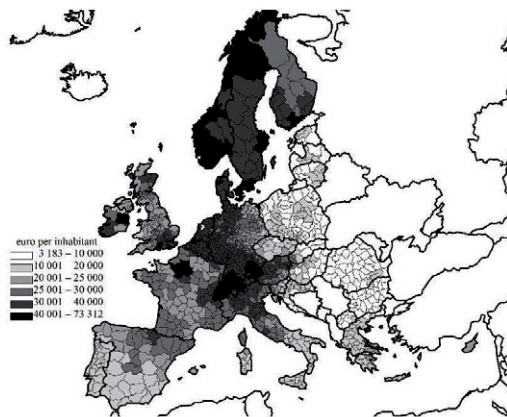 euro per inhabitant
3 183 – 10 000
10 001   20 000
20 001 – 25 000
25 001 – 30 000
30 001   40 000
40 001 – 73 312